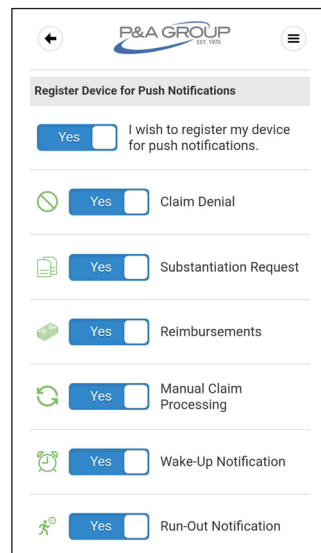 P&A GROUP
EST. 1975
Register Device for Push Notifications
Yes
I wish to register my device
for push notifications.
Yes
Claim Denial
Yes
Substantiation Request
Yes
Reimbursements
Yes
Manual Claim
Processing
Yes
Wake-Up Notification
Yes
Run-Out Notification